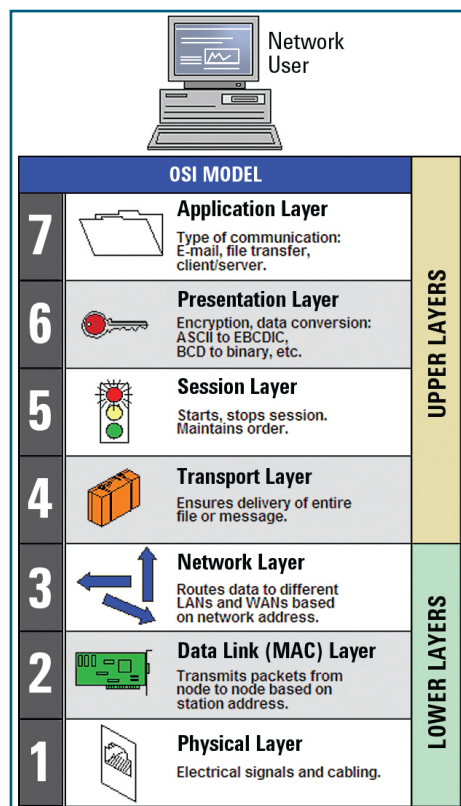 Network
User
OSI MODEL
UPPER LAYERS
7
Application Layer
Type of communication:
E-mail, file transfer,
client/server.
6
Presentation Layer
Encryption, data conversion:
ASCII to EBCDIC,
BCD to binary, etc.
5
Session Layer
Starts, stops session.
Maintains order.
4
Transport Layer
Ensures delivery of entire
file or message.
LOWER LAYERS
3
Network Layer
Routes data to different
LANs and WANs based
on network address.
2
Data Link (MAC) Layer
Transmits packets from
node to node based on
station address.
1
Physical Layer
Electrical signals and cabling.